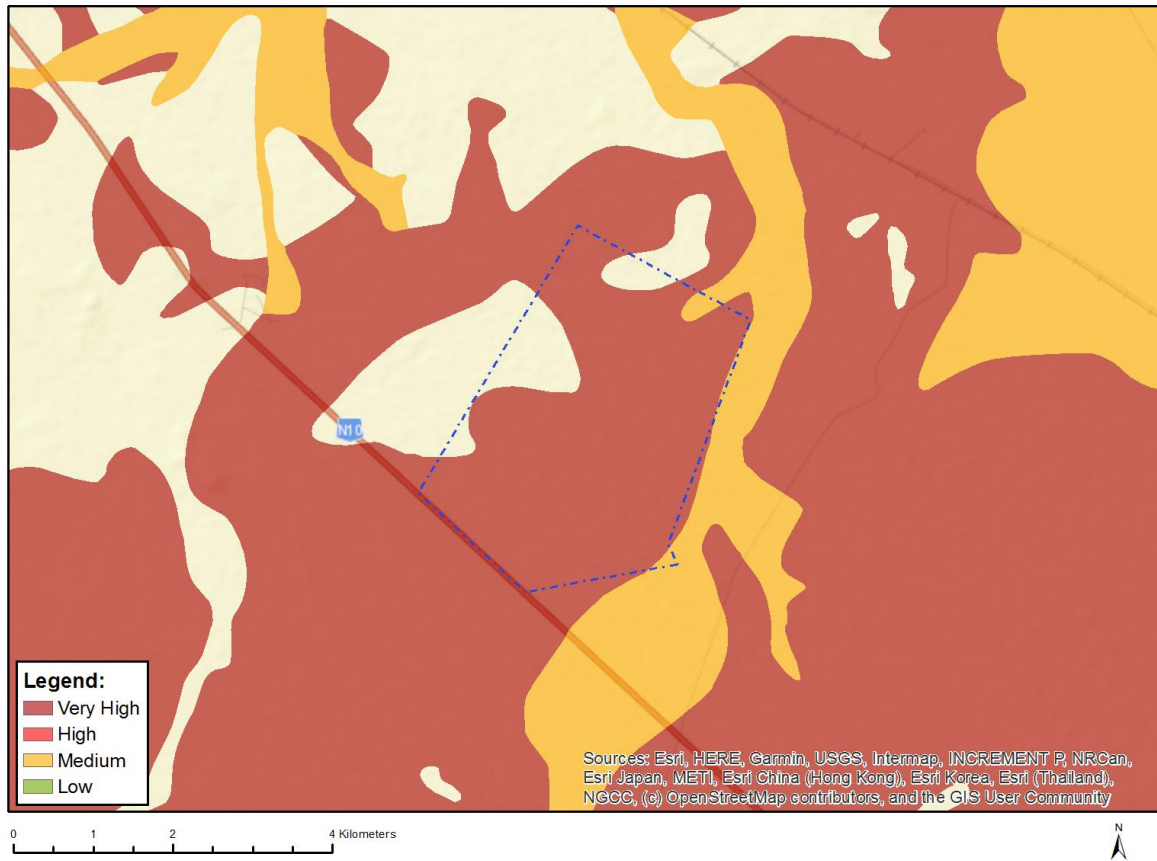 N10
Legend:
Very High
High
Medium
Low
Sources: Esri, HERE, Garmin, USGS, Intermap, INCREMENT P, NRCan,
Esri Japan, METI, Esri China (Hong Kong), Esri Korea, Esri (Thailand),
NGCC, (c) OpenStreetMap contributors, and the GIS User Community
0 1 2 4 Kilometers
N